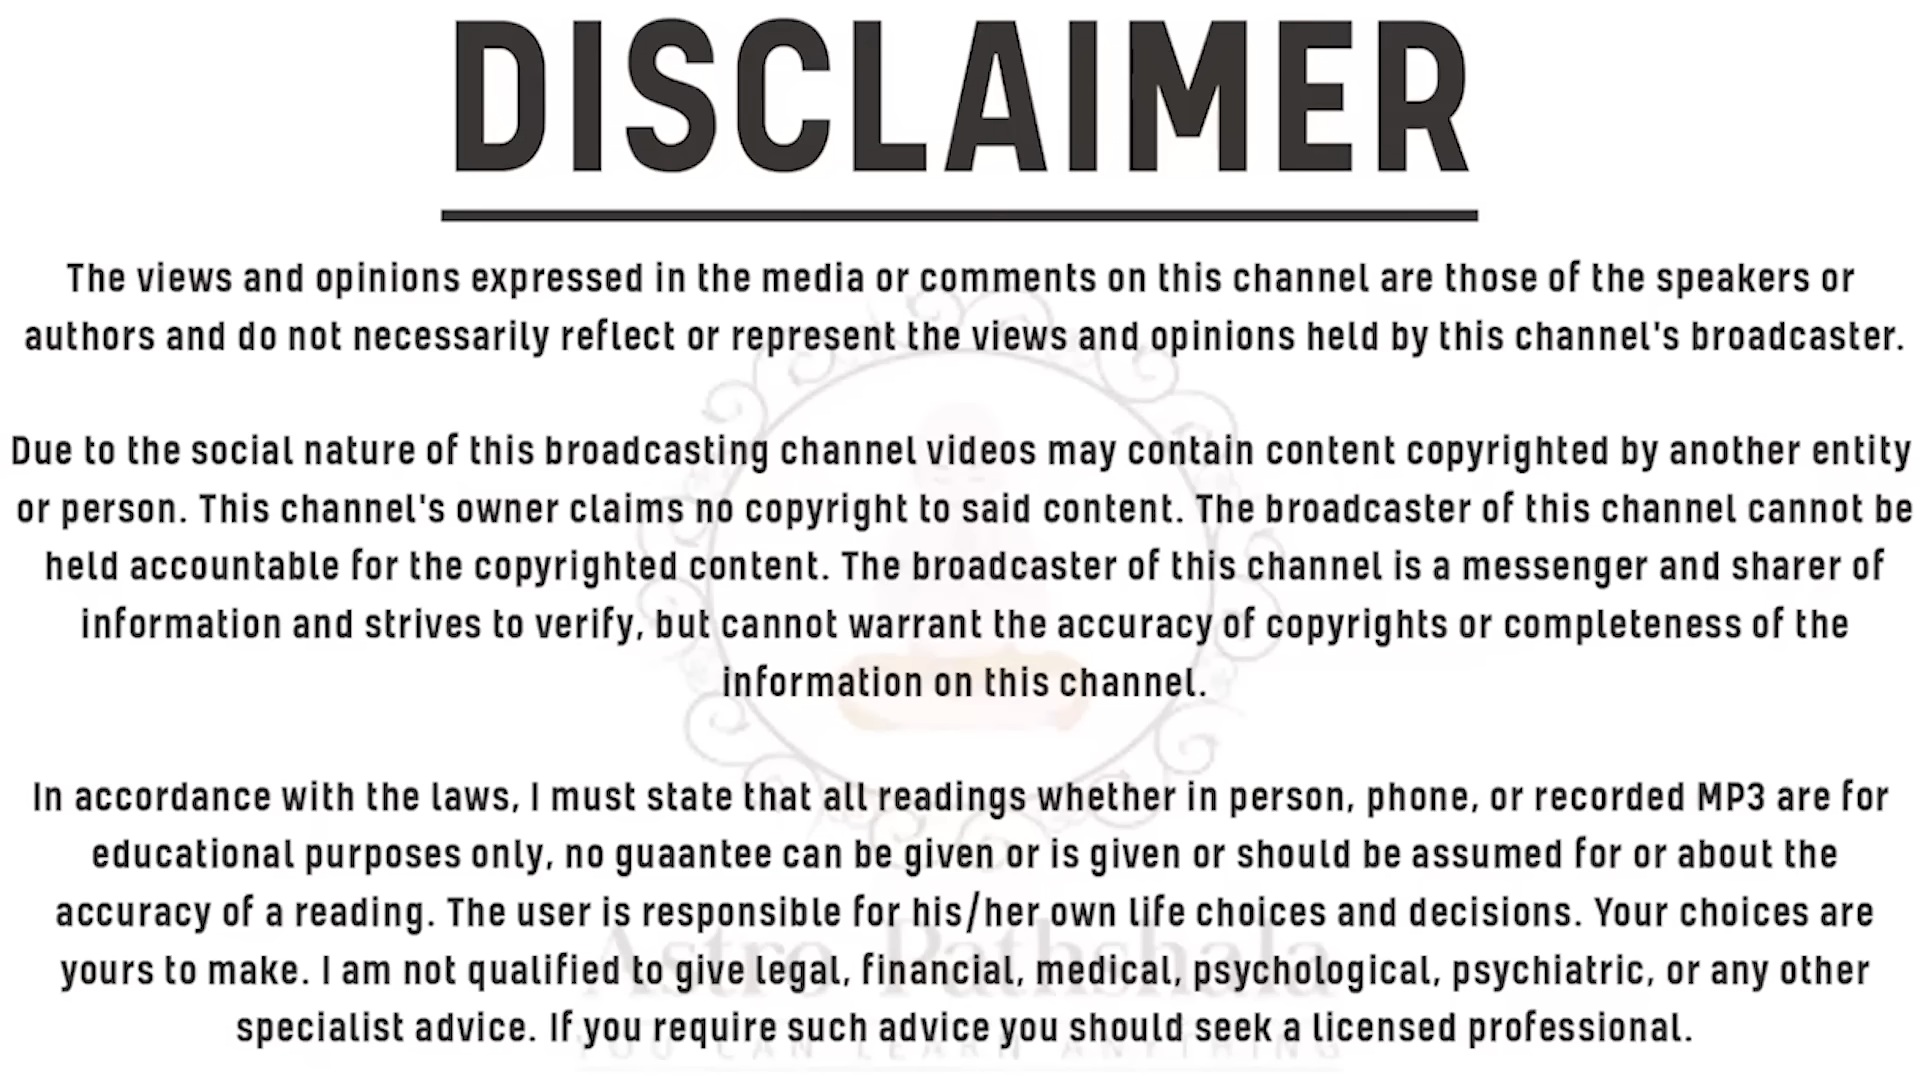 DISCLAIMER
The views and opinions expressed in the media or comments on this channel are those of the speakers or
authors and do not necessarily reflect or represent the views and opinions held by this channel's broadcaster.
Due to the social nature of this broadcasting channel videos may contain content copyrighted by another entity
or person. This channel's owner claims no copyright to said content. The broadcaster of this channel cannot be
held accountable for the copyrighted content. The broadcaster of this channel is a messenger and sharer of
information and strives to verify, but cannot warrant the accuracy of copyrights or completeness of the
information on this channel.
In accordance with the laws, I must state that all readings whether in person, phone, or recorded MP3 are for
educational purposes only, no guaantee can be given or is given or should be assumed for or about the
accuracy of a reading. The user is responsible for his/her own life choices and decisions. Your choices are
yours to make. I am not qualified to give legal, financial, medical, psychological, psychiatric, or any other
specialist advice. If you require such advice you should seek a licensed professional.
Astro Pathshala
YOU CAN LEARN ANYTHING